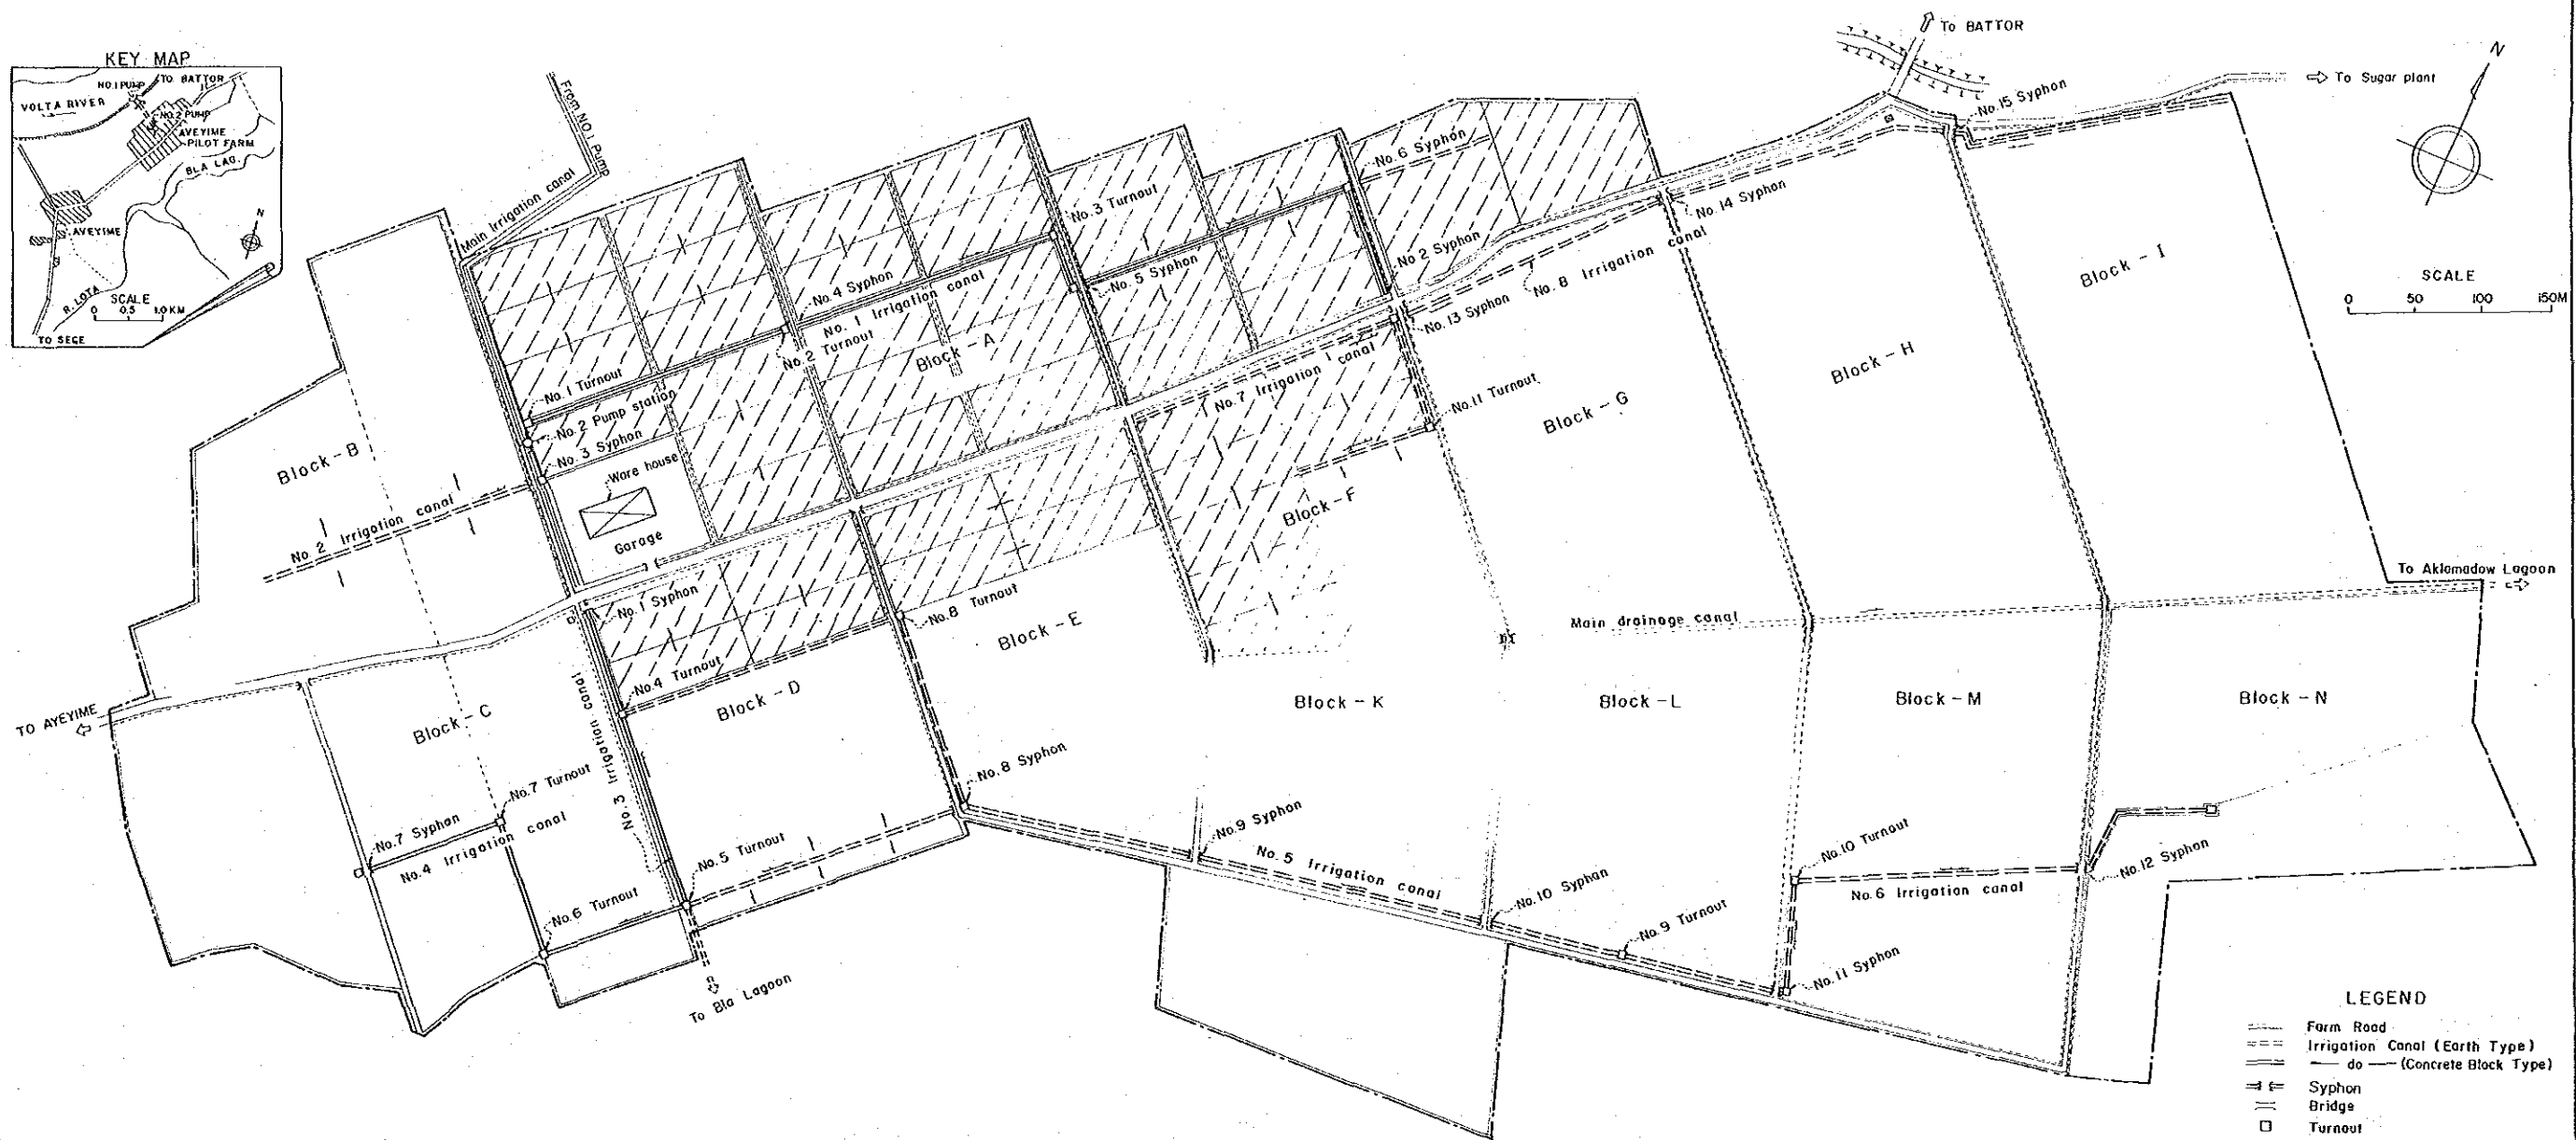 KEY MAP
NO.1 PUMP
TO BATTOR
VOLTA RIVER
NO.2 PUMP
AVEYIME
PILOT FARM
BLA LAG.
AVEYIME
N
R. LOTA
SCALE
0 0.5 1.0 KM
TO SEGE
From NO.1 Pump
Main Irrigation canal
To BATTOR
To Sugar plant
N
SCALE
0 50 100 150M
No.15 Syphon
No.6 Syphon
No.3 Turnout
No.14 Syphon
No 2 Syphon
No.8 Irrigation canal
No.13 Syphon
No.4 Syphon
No.5 Syphon
No. 1 Irrigation canal
No.2 Turnout
Block - A
No.1 Turnout
No.2 Pump station
No.3 Syphon
Ware house
Garage
No.7 Irrigation canal
No.11 Turnout
Block - B
No. 2 Irrigation canal
Block - F
Block - G
Block - H
Block - I
No.1 Syphon
No.8 Turnout
No.4 Turnout
Block - E
Block - D
No.3 Irrigation canal
Main drainage canal
To Aklamadow Lagoon
TO AYEYIME
Block - C
Block - K
Block - L
Block - M
Block - N
No.8 Syphon
No.7 Turnout
No.7 Syphon
No.4 Irrigation canal
No.5 Turnout
No.6 Turnout
To Bla Lagoon
No.9 Syphon
No. 5 Irrigation canal
No.10 Syphon
No.9 Turnout
No.10 Turnout
No.6 Irrigation canal
No.11 Syphon
No.12 Syphon
LEGEND
Farm Road
Irrigation Canal (Earth Type)
— do — (Concrete Block Type)
Syphon
Bridge
Turnout